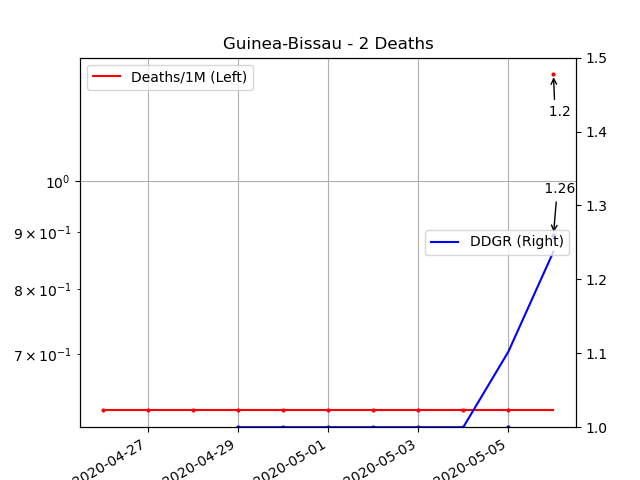 Guinea-Bissau - 2 Deaths
Deaths/1M (Left)
DDGR (Right)
1.2
1.26
10⁰
9 × 10⁻¹
8 × 10⁻¹
7 × 10⁻¹
1.5
1.4
1.3
1.2
1.1
1.0
2020-04-27
2020-04-29
2020-05-01
2020-05-03
2020-05-05